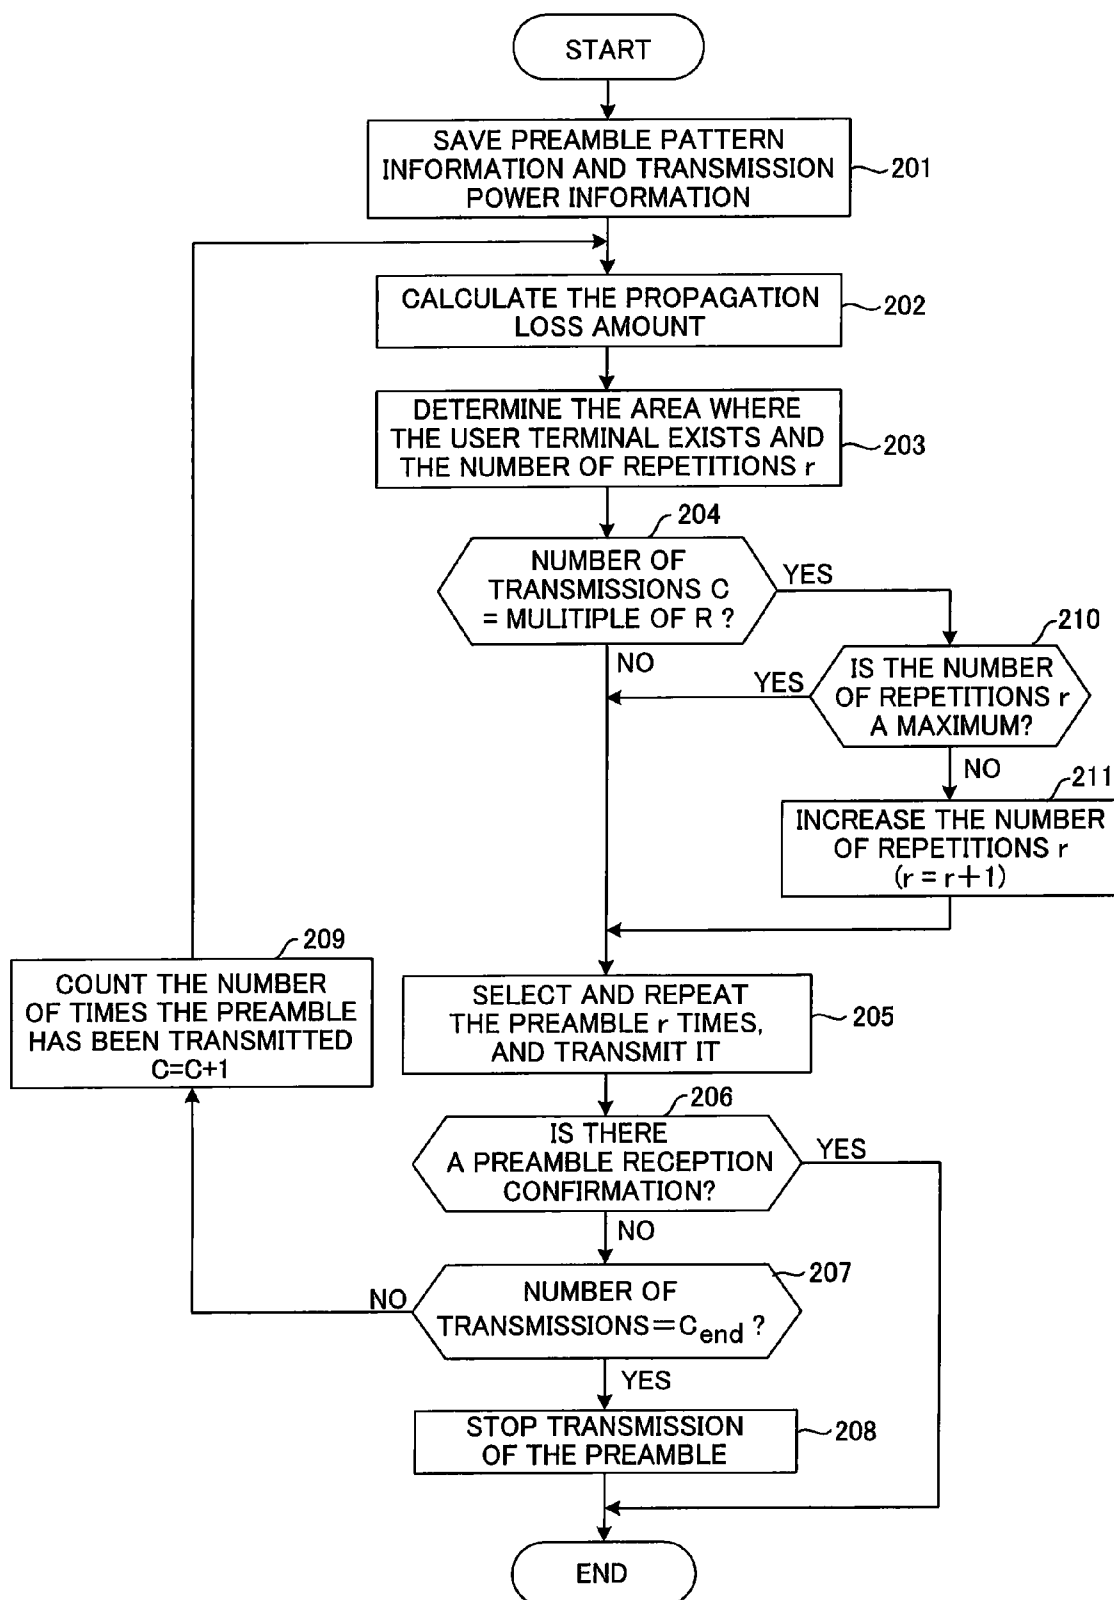 START
SAVE PREAMBLE PATTERN
INFORMATION AND TRANSMISSION
POWER INFORMATION
201
CALCULATE THE PROPAGATION
LOSS AMOUNT
202
DETERMINE THE AREA WHERE
THE USER TERMINAL EXISTS AND
THE NUMBER OF REPETITIONS r
203
204
NUMBER OF
TRANSMISSIONS C
= MULITIPLE OF R ?
YES
NO
210
IS THE NUMBER
OF REPETITIONS r
A MAXIMUM?
YES
NO
211
INCREASE THE NUMBER
OF REPETITIONS r
(r = r+1)
209
COUNT THE NUMBER
OF TIMES THE PREAMBLE
HAS BEEN TRANSMITTED
C=C+1
SELECT AND REPEAT
THE PREAMBLE r TIMES,
AND TRANSMIT IT
205
206
IS THERE
A PREAMBLE RECEPTION
CONFIRMATION?
YES
NO
207
NUMBER OF
TRANSMISSIONS=Cend ?
NO
YES
STOP TRANSMISSION
OF THE PREAMBLE
208
END